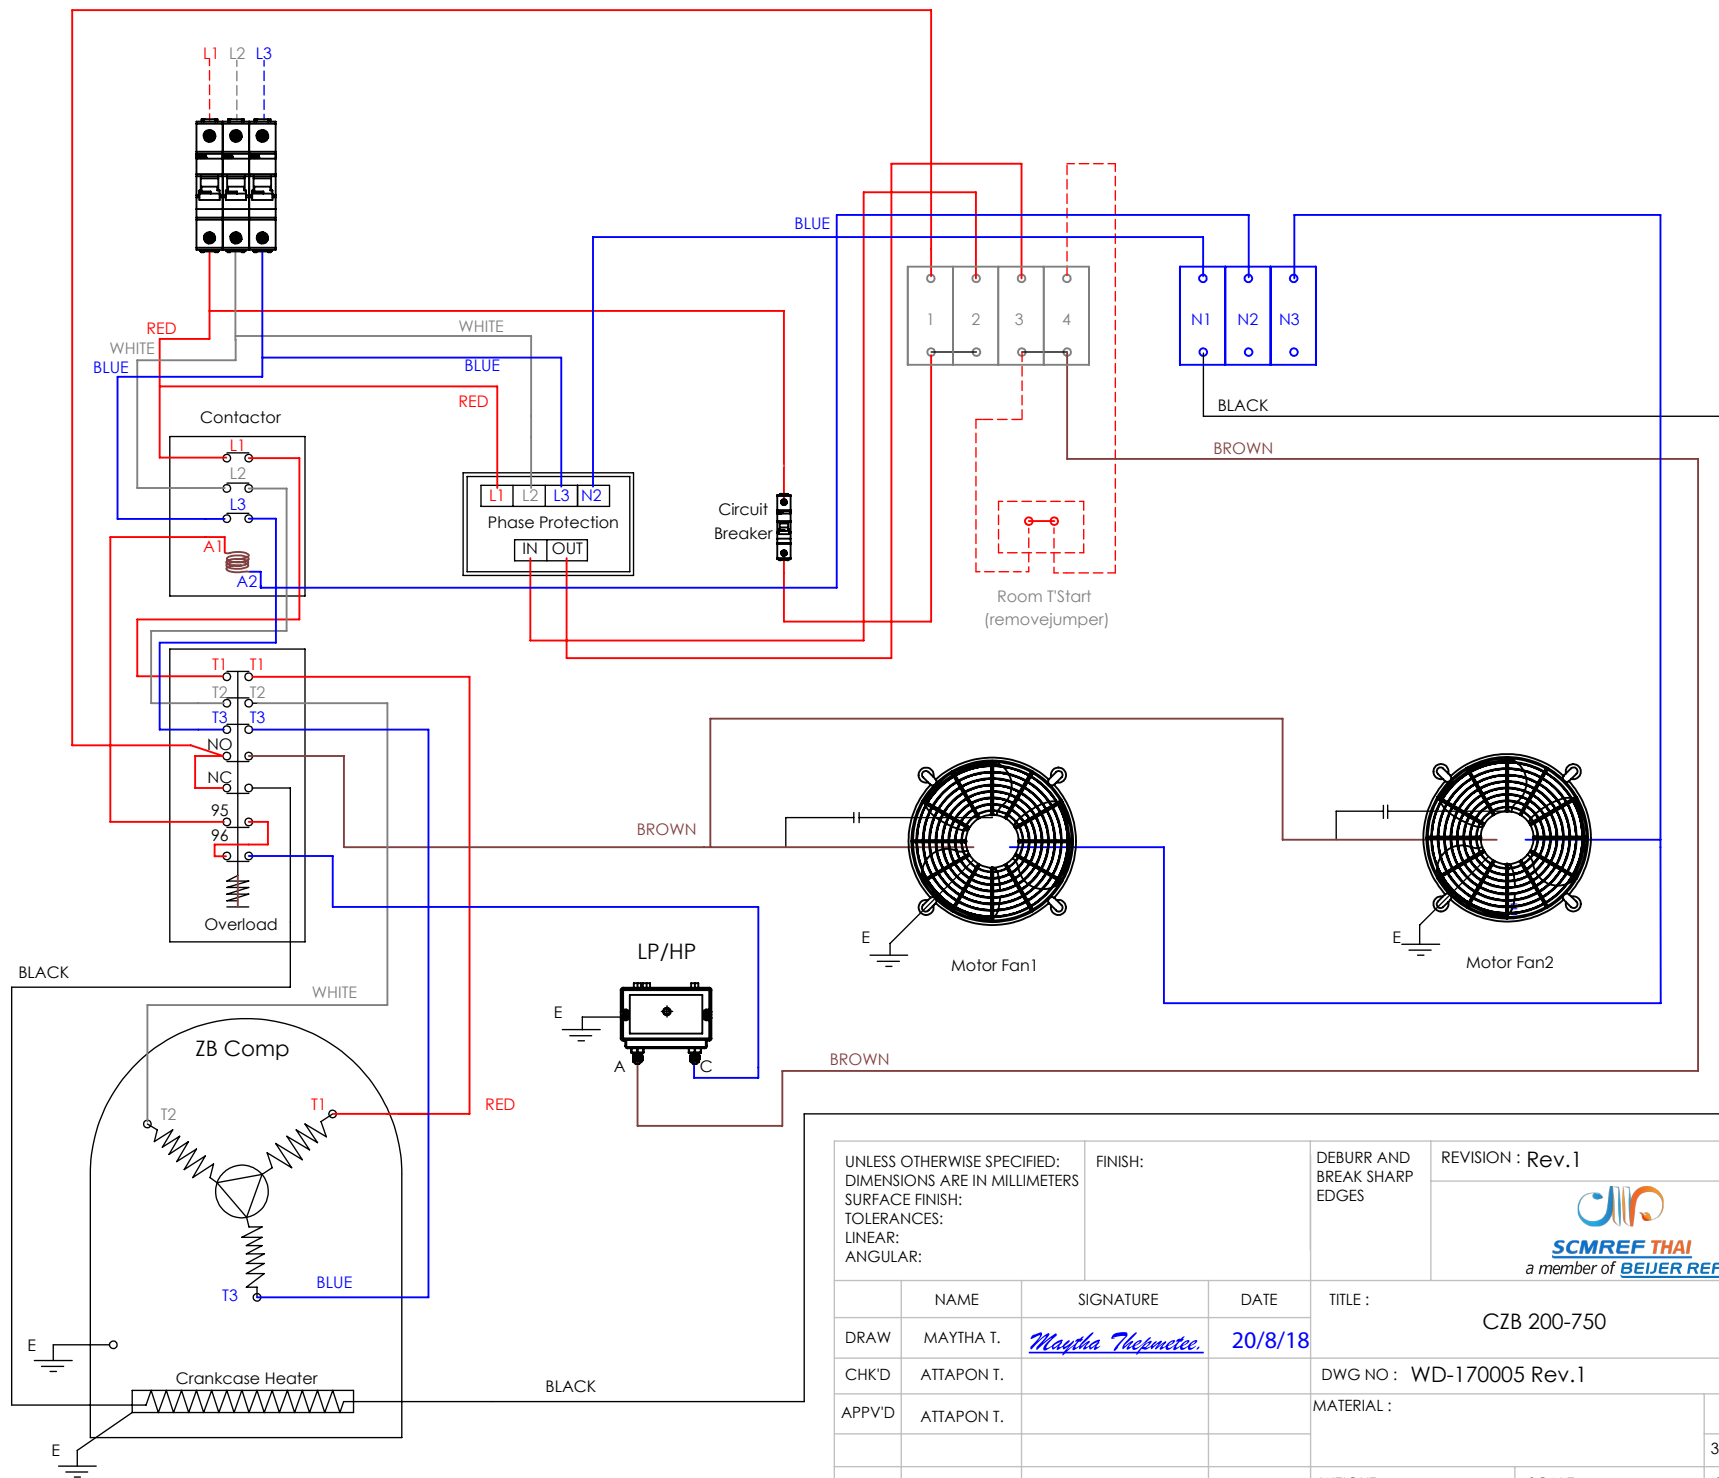 L1 L2 L3
BLUE
RED
WHITE
WHITE
BLUE
BLUE
RED
1 2 3 4
N1 N2 N3
BLACK
BROWN
Contactor
L1
L2
L3
A1
A2
L1 L2 L3 N2
Phase Protection
IN OUT
Circuit
Breaker
Room T'Start
(removejumper)
T1 T1
T2 T2
T3 T3
NO
NC
95
96
Overload
BROWN
E
Motor Fan1
E
E
Motor Fan2
BLACK
WHITE
LP/HP
E
A C
BROWN
ZB Comp
T2
T1
RED
T3
BLUE
E
Crankcase Heater
BLACK
E
UNLESS OTHERWISE SPECIFIED:
DIMENSIONS ARE IN MILLIMETERS
SURFACE FINISH:
TOLERANCES:
LINEAR:
ANGULAR:
FINISH:
DEBURR AND
BREAK SHARP
EDGES
REVISION : Rev.1
SCMREF THAI
a member of BEIJER REF
NAME SIGNATURE DATE
TITLE :
CZB 200-750
DRAW MAYTHA T. Maytha Thepmetee. 20/8/18
CHK'D ATTAPON T.
DWG NO : WD-170005 Rev.1
APPV'D ATTAPON T.
MATERIAL :
3